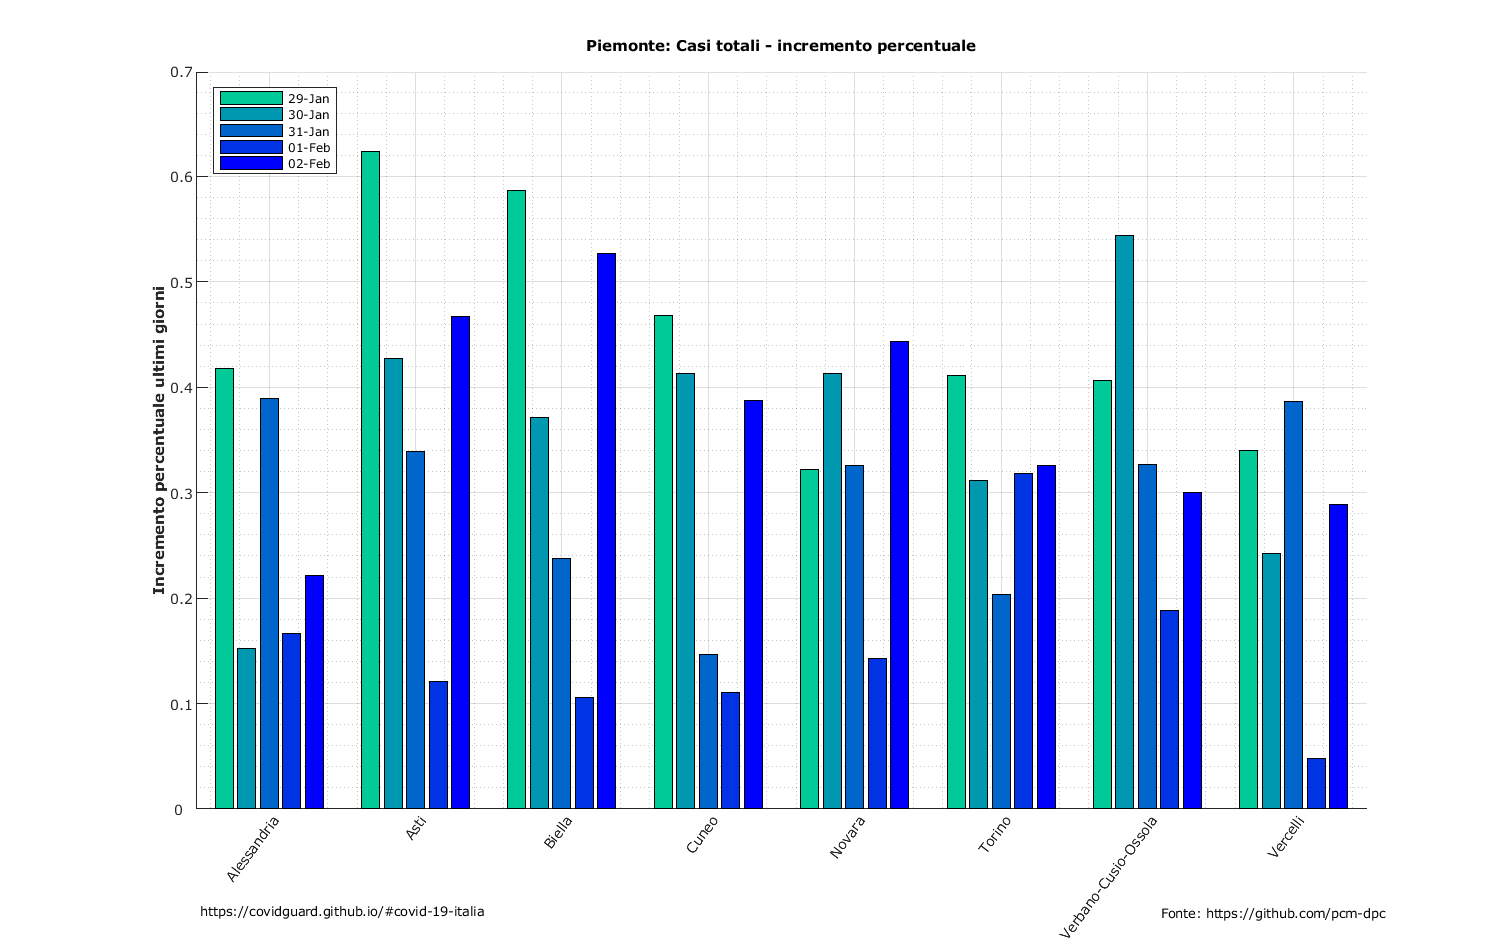 Piemonte: Casi totali - incremento percentuale
0.7
0.6
0.5
0.4
0.3
0.2
0.1
0
Incremento percentuale ultimi giorni
29-Jan
30-Jan
31-Jan
01-Feb
02-Feb
Alessandria
Asti
Biella
Cuneo
Novara
Torino
Verbano-Cusio-Ossola
Vercelli
https://covidguard.github.io/#covid-19-italia
Fonte: https://github.com/pcm-dpc